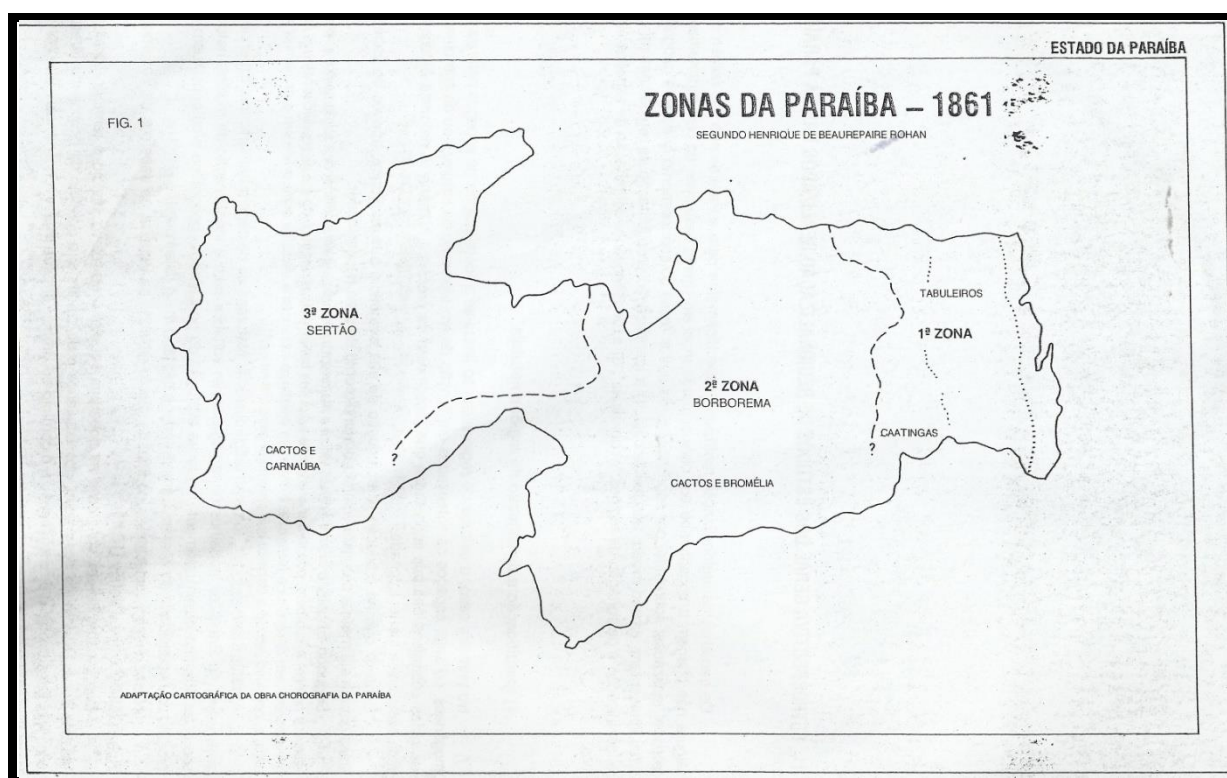 ESTADO DA PARAÍBA
ZONAS DA PARAÍBA – 1861
SEGUNDO HENRIQUE DE BEAUREPAIRE ROHAN
FIG. 1
TABULEIROS
3ª ZONA
SERTÃO
1ª ZONA
2ª ZONA
BORBOREMA
CAATINGAS
CACTOS E
CARNAÚBA
?
?
CACTOS E BROMÉLIA
ADAPTAÇÃO CARTOGRÁFICA DA OBRA CHOROGRAFIA DA PARAÍBA